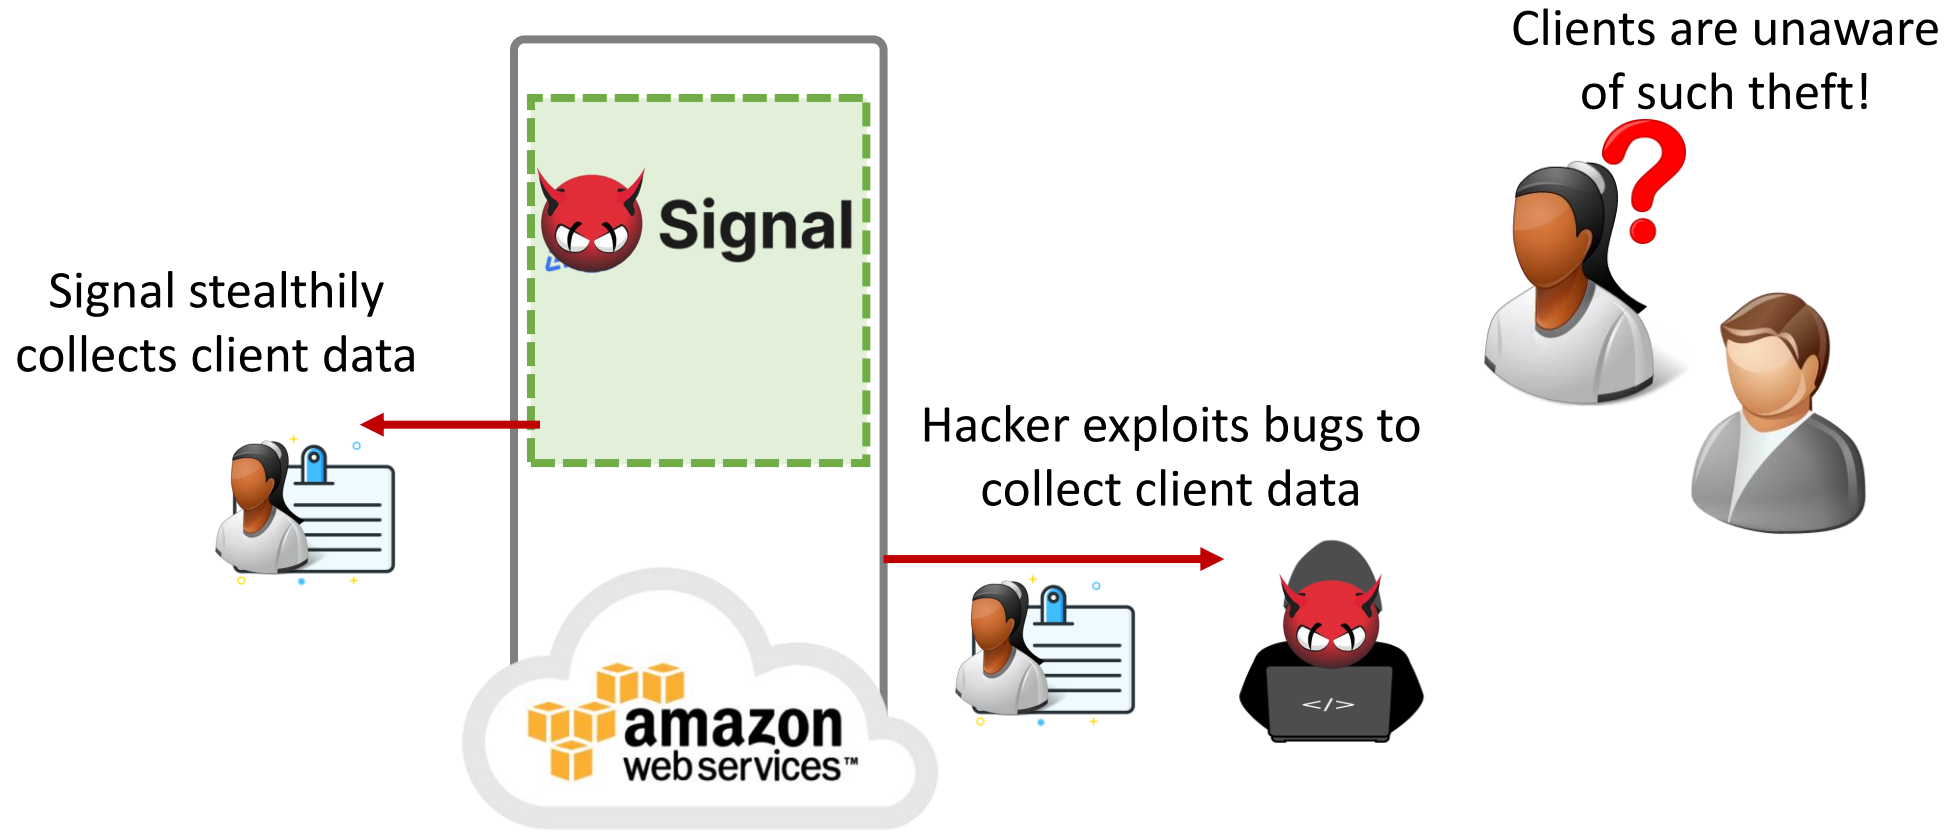 Clients are unaware
of such theft!
Signal
Signal stealthily
collects client data
Hacker exploits bugs to
collect client data
</>
amazon
web services™